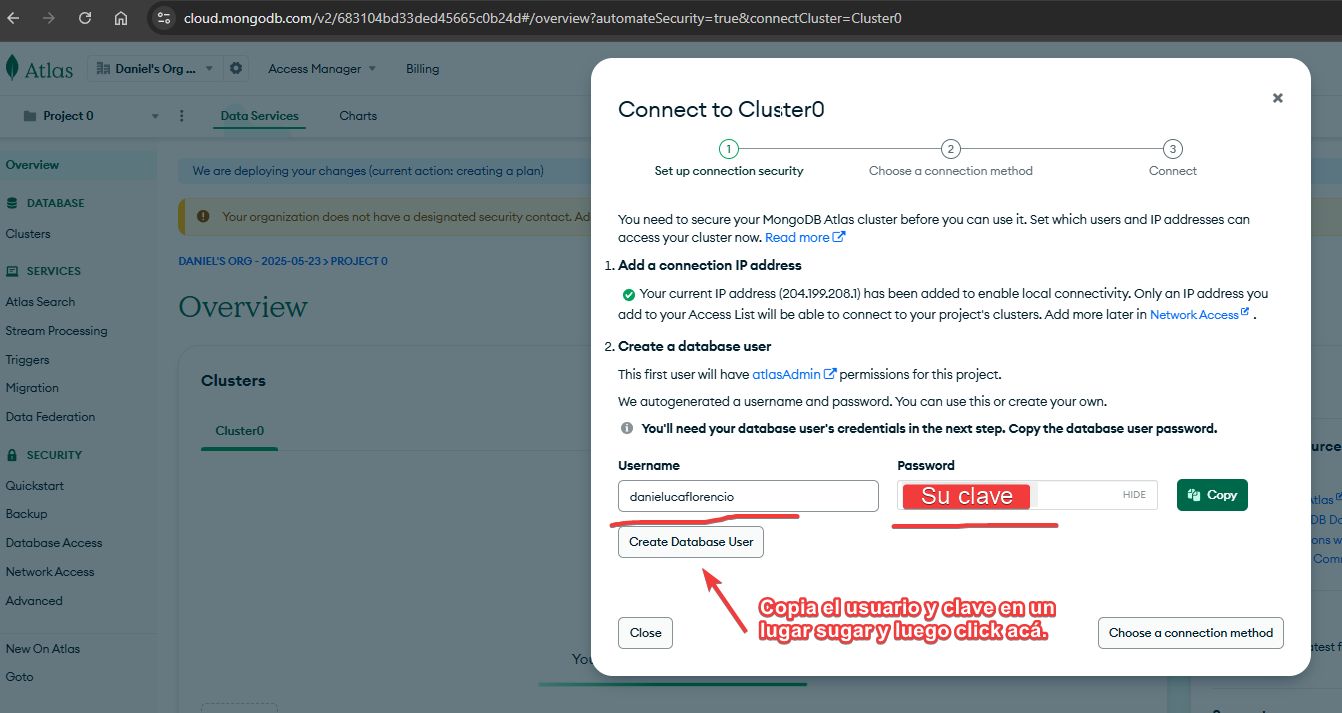 cloud.mongodb.com/v2/683104bd33ded45665c0b24d#/overview?automateSecurity=true&connectCluster=Cluster0
Atlas
Daniel's Org ...
Access Manager
Billing
Project 0
Data Services
Charts
Overview
DATABASE
Clusters
SERVICES
Atlas Search
Stream Processing
Triggers
Migration
Data Federation
SECURITY
Quickstart
Backup
Database Access
Network Access
Advanced
New On Atlas
Goto
We are deploying your changes (current action: creating a plan)
Your organization does not have a designated security contact.
DANIEL'S ORG - 2025-05-23 > PROJECT 0
Overview
Clusters
Cluster0
Connect to Cluster0
1
2
3
Set up connection security
Choose a connection method
Connect
You need to secure your MongoDB Atlas cluster before you can use it. Set which users and IP addresses can
access your cluster now. Read more
1. Add a connection IP address
Your current IP address (204.199.208.1) has been added to enable local connectivity. Only an IP address you
add to your Access List will be able to connect to your project's clusters. Add more later in Network Access .
2. Create a database user
This first user will have atlasAdmin permissions for this project.
We autogenerated a username and password. You can use this or create your own.
You'll need your database user's credentials in the next step. Copy the database user password.
Username
Password
danielucaflorencio
Su clave
HIDE
Copy
Create Database User
Copia el usuario y clave en un
lugar sugar y luego click acá.
Close
Choose a connection method